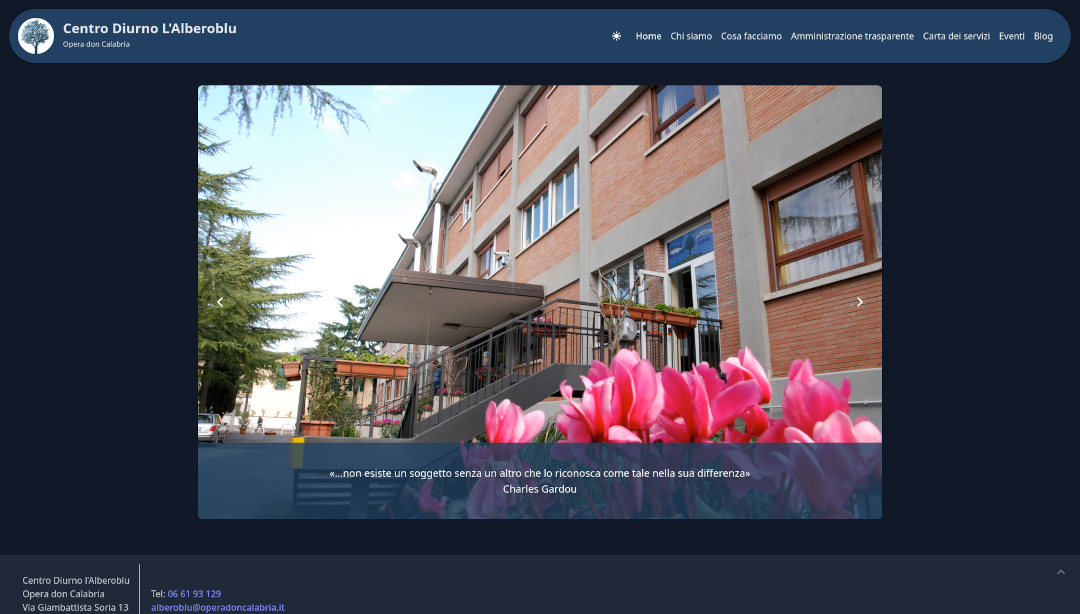 Centro Diurno L'Alberoblu
Opera don Calabria
Home Chi siamo Cosa facciamo Amministrazione trasparente Carta dei servizi Eventi Blog
«...non esiste un soggetto senza un altro che lo riconosca come tale nella sua differenza»
Charles Gardou
Centro Diurno l'Alberoblu
Opera don Calabria
Via Giambattista Soria 13
Tel: 06 61 93 129
alberoblu@operadoncalabria.it